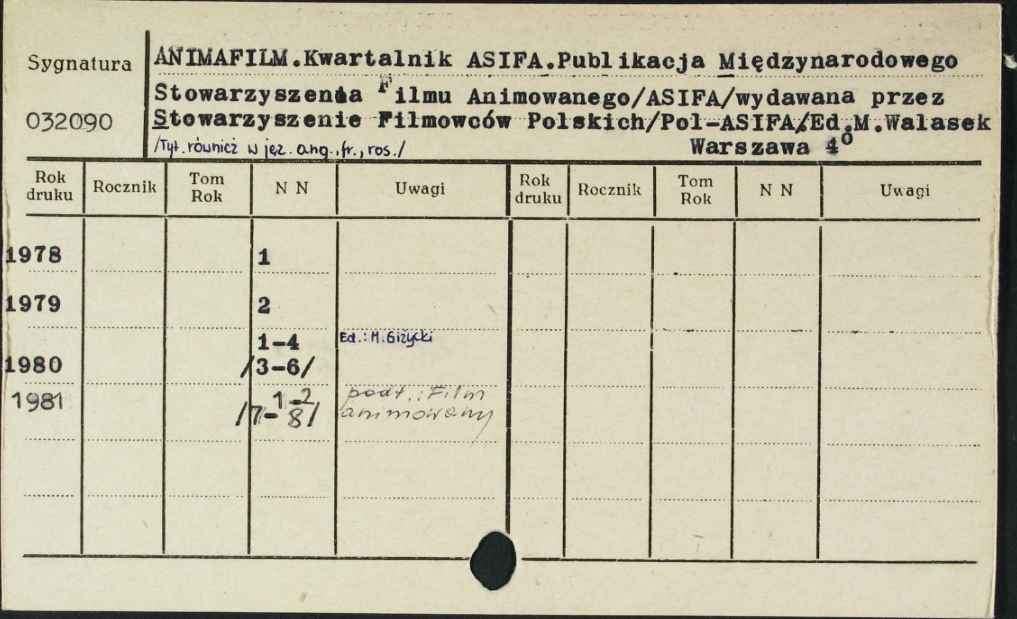 Sygnatura
032090
ANIMAFILM.Kwartalnik ASIFA.Publikacja Międzynarodowego
Stowarzyszenia Filmu Animowanego/ASIFA/wydawana przez
Stowarzyszenie Filmowców Polskich/Pol-ASIFA/Ed.M.Walasek
/Tyt. również w jęz. ang., fr., ros./ Warszawa 4°
Rok druku Rocznik Tom Rok N N Uwagi Rok druku Rocznik Tom Rok N N Uwagi
1978 1
1979 2
1-4 Ed.: M. Giżycki
1980 /3-6/
1981 1-2 podt.: Film
/7-8/ animowany